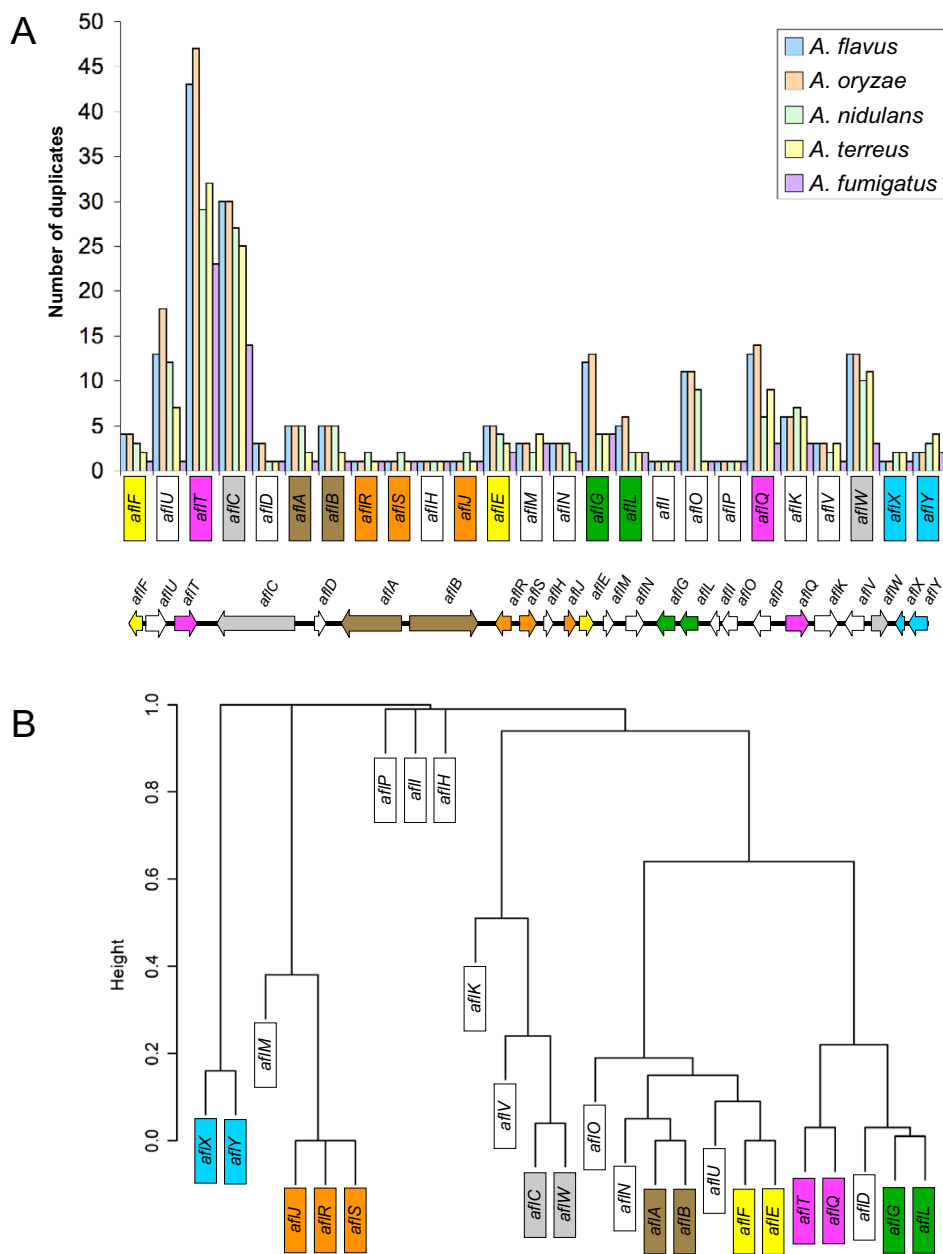 A
Number of duplicates
50
45
40
35
30
25
20
15
10
5
0
A. flavus
A. oryzae
A. nidulans
A. terreus
A. fumigatus
aflF aflU aflT aflC aflD aflA aflB aflR aflS aflH aflJ aflE aflM aflN aflG aflL aflI aflO aflP aflQ aflK aflV aflW aflX aflY
aflF aflU aflT aflC aflD aflA aflB aflR aflS aflH aflJ aflE aflM aflN aflG aflL aflI aflO aflP aflQ aflK aflV aflW aflX aflY
B
Height
1.0
0.8
0.6
0.4
0.2
0.0
aflP aflI aflH
aflK
aflM
aflV
aflO
aflX aflY
aflN
aflU
aflC aflW
aflT aflQ
aflD
aflJ aflR aflS
aflA aflB
aflF aflE
aflG aflL